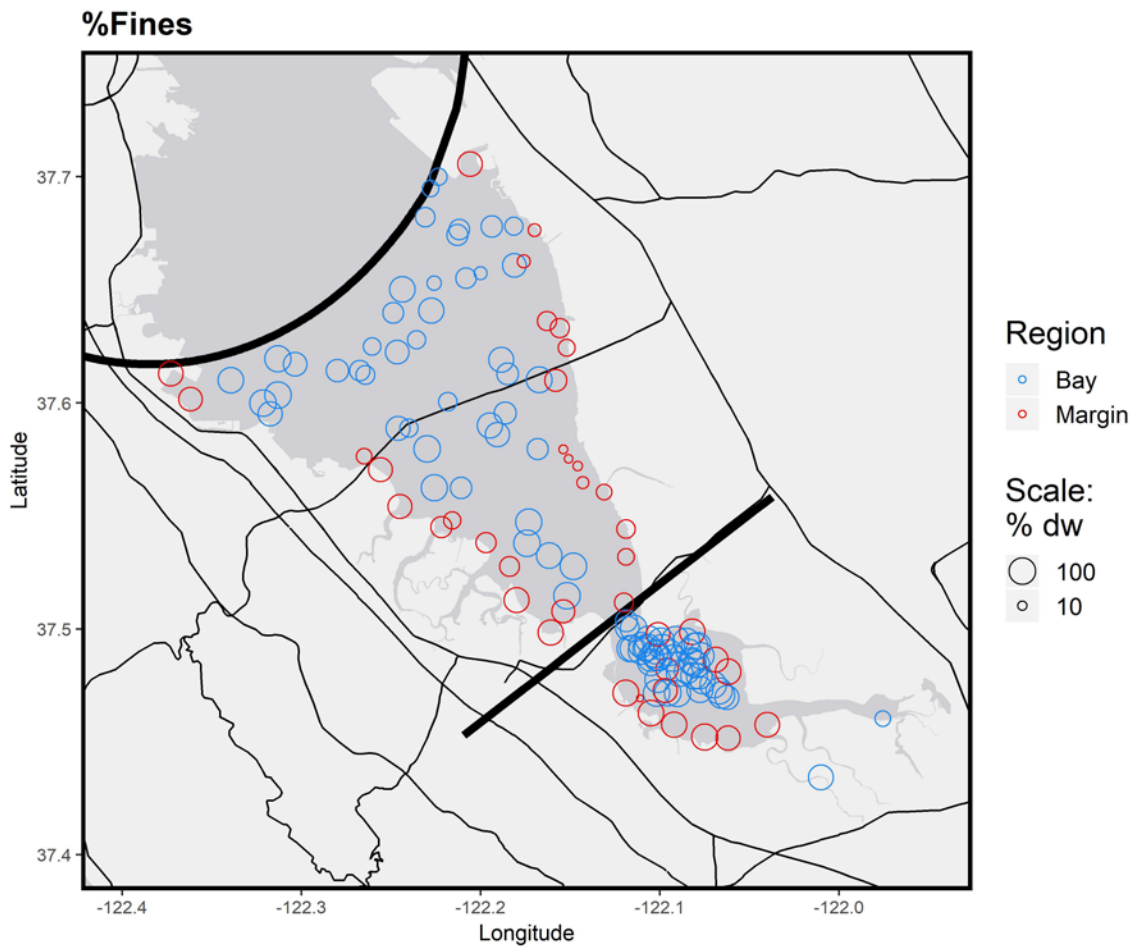 %Fines
37.7
37.6
37.5
37.4
Latitude
-122.4
-122.3
-122.2
-122.1
-122.0
Longitude
Region
Bay
Margin
Scale:
% dw
100
10